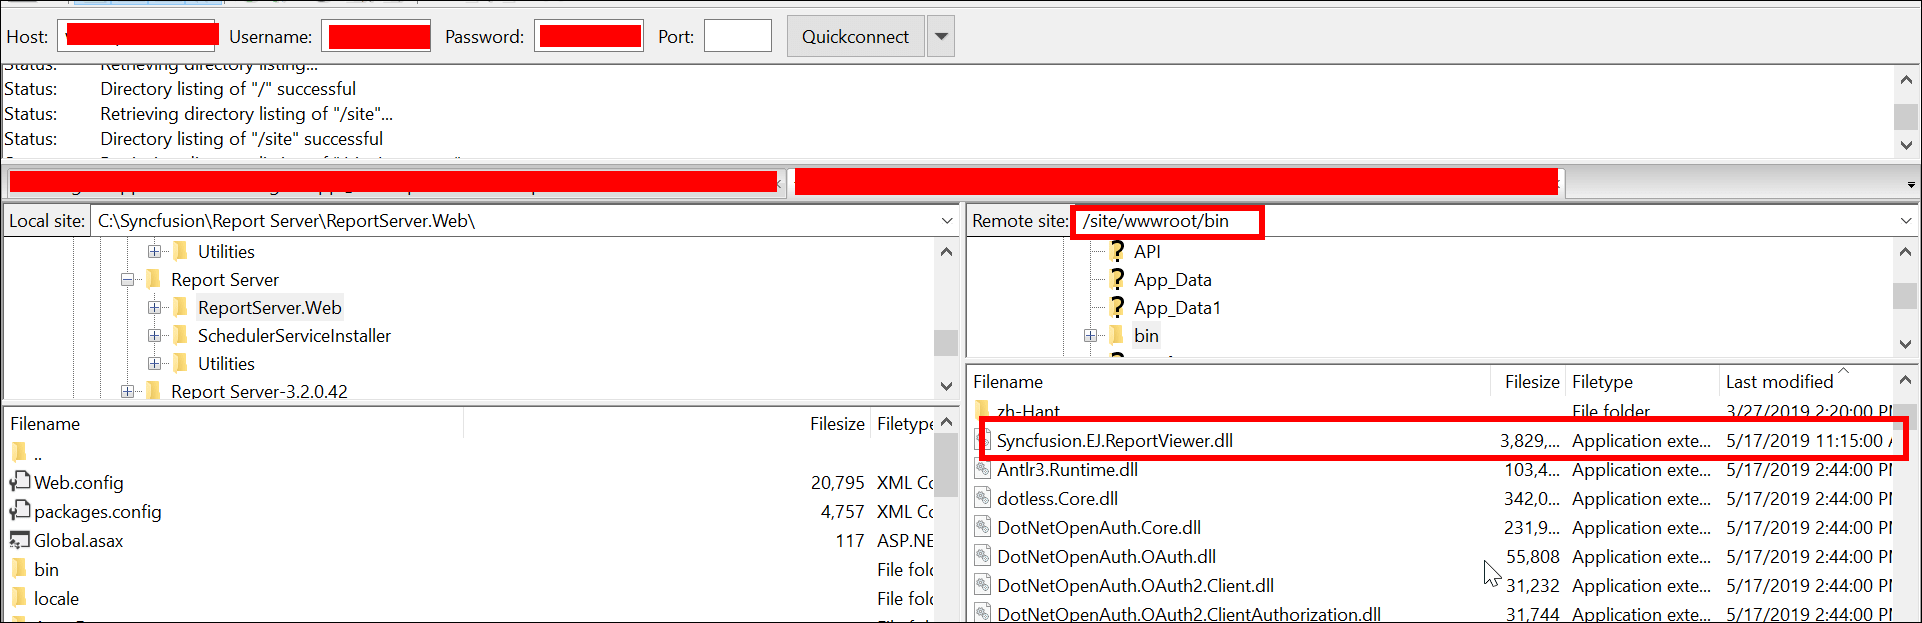 Host: Username: Password: Port: Quickconnect
Status: Retrieving directory listing...
Status: Directory listing of "/" successful
Status: Retrieving directory listing of "/site"...
Status: Directory listing of "/site" successful
Local site: C:\Syncfusion\Report Server\ReportServer.Web\
Utilities
Report Server
ReportServer.Web
SchedulerServiceInstaller
Utilities
Report Server-3.2.0.42
Filename Filesize Filetype
..
Web.config 20,795 XML Co
packages.config 4,757 XML Co
Global.asax 117 ASP.NE
bin File fold
locale File fold
Remote site: /site/wwwroot/bin
API
App_Data
App_Data1
bin
Filename Filesize Filetype Last modified
zh-Hant File folder 3/27/2019 2:20:00 P
Syncfusion.EJ.ReportViewer.dll 3,829,... Application exte... 5/17/2019 11:15:00 A
Antlr3.Runtime.dll 103,4... Application exte... 5/17/2019 2:44:00 P
dotless.Core.dll 342,0... Application exte... 5/17/2019 2:44:00 P
DotNetOpenAuth.Core.dll 231,9... Application exte... 5/17/2019 2:44:00 P
DotNetOpenAuth.OAuth.dll 55,808 Application exte... 5/17/2019 2:44:00 P
DotNetOpenAuth.OAuth2.Client.dll 31,232 Application exte... 5/17/2019 2:44:00 P
DotNetOpenAuth.OAuth2.ClientAuthorization.dll 31,744 Application exte... 5/17/2019 2:44:00 P